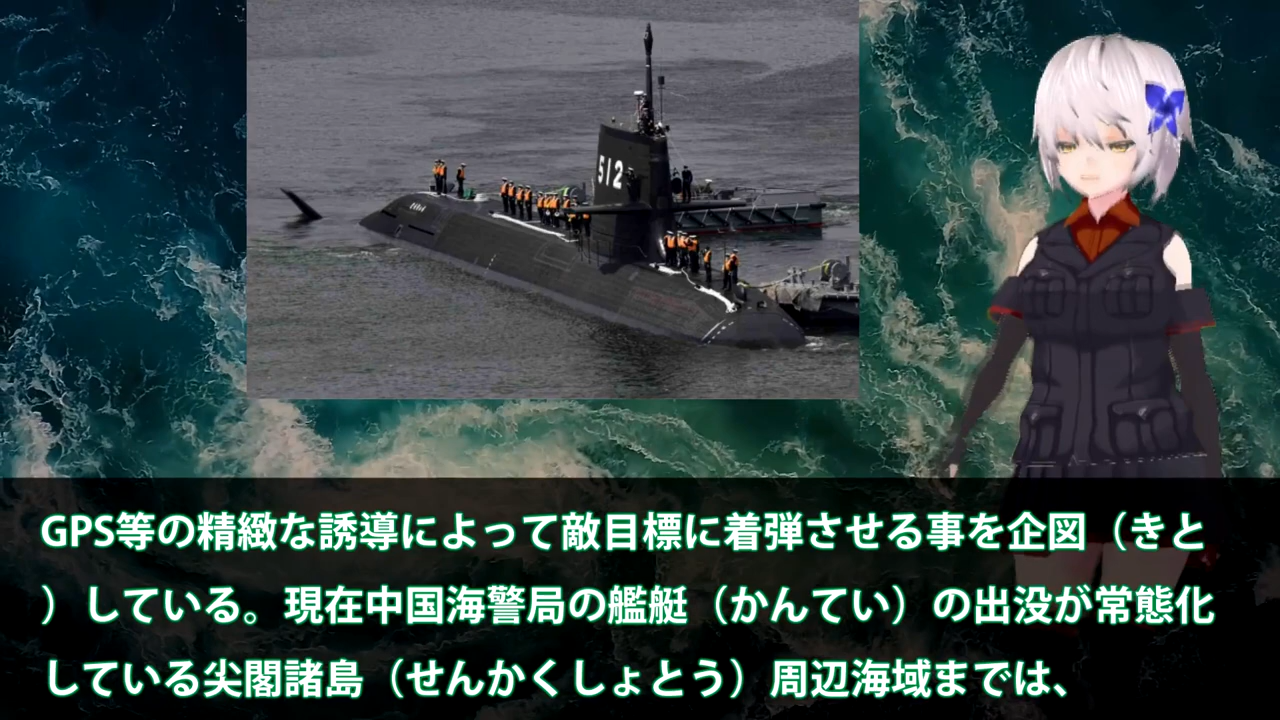 512
GPS等の精緻な誘導によって敵目標に着弾させる事を企図（きと
）している。現在中国海警局の艦艇（かんてい）の出没が常態化
している尖閣諸島（せんかくしょとう）周辺海域までは、